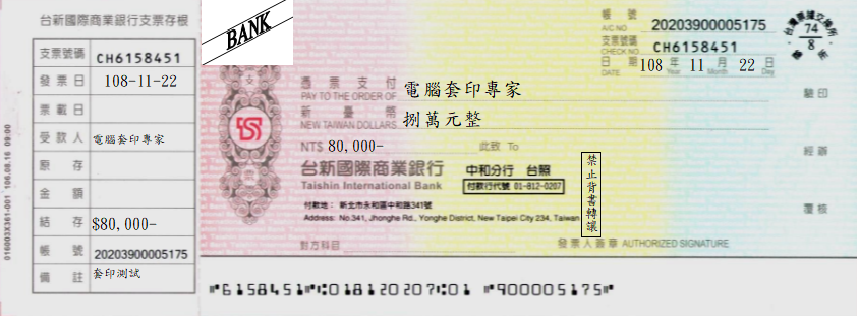 台新國際商業銀行支票存根
支票號碼 CH6158451
發票日 108-11-22
票載日
受款人 電腦套印專家
原存
金額
結存 $80,000-
帳號 20203900005175
備註 套印測試
016003X361-001 106.08.16 09:00
BANK
帳號 A/C NO 20203900005175
支票號碼 CHECK NO. CH6158451
日期 DATE 108 年 Year 11 月 Month 22 日 Day
台灣票據交換所
74
8
憑票支付 PAY TO THE ORDER OF 電腦套印專家
新臺幣 NEW TAIWAN DOLLARS 捌萬元整
NT$ 80,000- 此致 To
台新國際商業銀行 中和分行 台照
Taishin International Bank 付款行代號 01-812-0207
付款地: 新北市永和區中和路341號
Address: No.341, Jhonghe Rd., Yonghe District, New Taipei City 234, Taiwan
禁止背書轉讓
對方科目 發票人簽章 AUTHORIZED SIGNATURE
驗印
經辦
覆核
⑈6158451⑈⑆018120207⑆01 ⑈900005175⑈